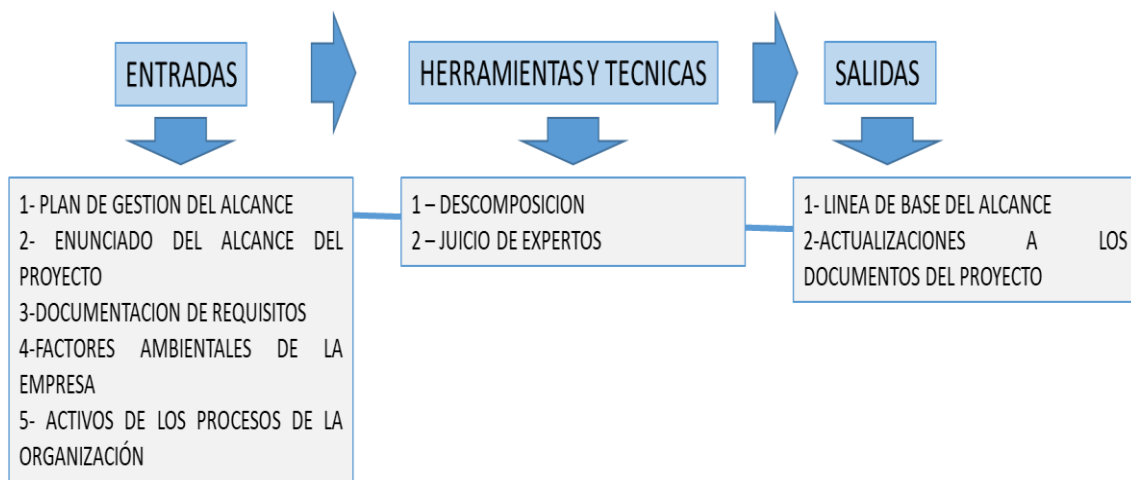 ENTRADAS
HERRAMIENTAS Y TECNICAS
SALIDAS
1- PLAN DE GESTION DEL ALCANCE
2- ENUNCIADO DEL ALCANCE DEL
PROYECTO
3-DOCUMENTACION DE REQUISITOS
4-FACTORES AMBIENTALES DE LA
EMPRESA
5- ACTIVOS DE LOS PROCESOS DE LA
ORGANIZACIÓN
1 – DESCOMPOSICION
2 – JUICIO DE EXPERTOS
1- LINEA DE BASE DEL ALCANCE
2-ACTUALIZACIONES A LOS
DOCUMENTOS DEL PROYECTO